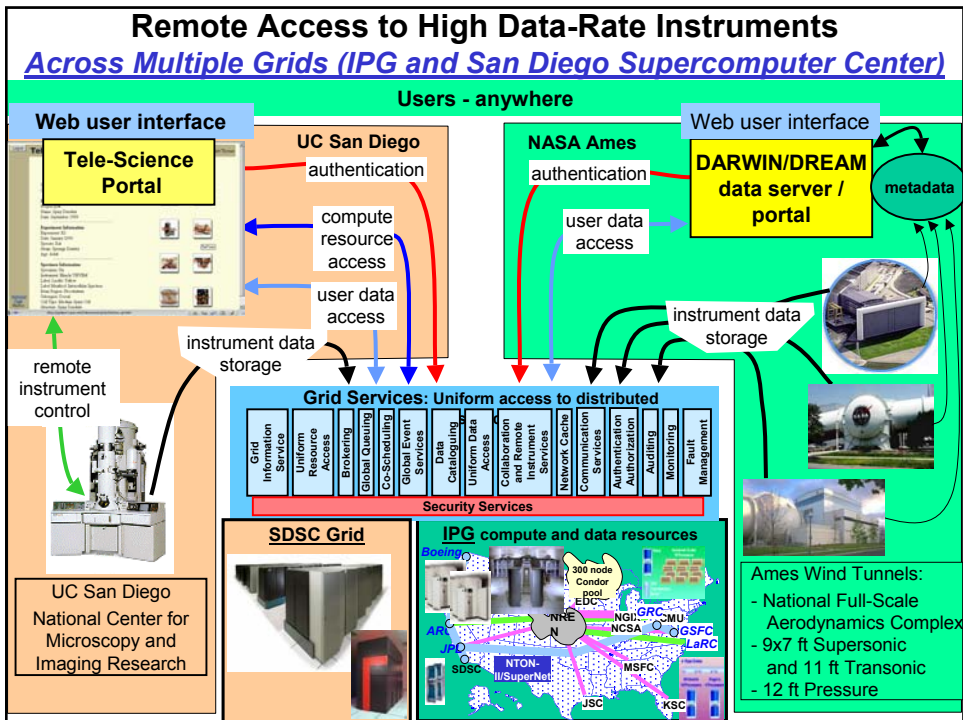 Remote Access to High Data-Rate Instruments
Across Multiple Grids (IPG and San Diego Supercomputer Center)
Users - anywhere
Web user interface
Tele-Science
Portal
UC San Diego
authentication
compute
resource
access
user data
access
instrument data
storage
remote
instrument
control
NASA Ames
Web user interface
DARWIN/DREAM
data server /
portal
metadata
authentication
user data
access
instrument data
storage
Grid Services: Uniform access to distributed
Grid
Information
Service
Uniform
Resource
Access
Brokering
Global Queuing
Co-Scheduling
Global Event
Services
Data
Cataloguing
Uniform Data
Access
Collaboration
and Remote
Instrument
Services
Network Cache
Communication
Services
Authentication
Authorization
Auditing
Monitoring
Fault
Management
Security Services
SDSC Grid
IPG compute and data resources
Boeing
300 node
Condor
pool
EDC
NRE
N
NGIX
NCSA
GRC
CMU
GSFC
LaRC
ARC
JPL
SDSC
NTON-
II/SuperNet
MSFC
JSC
KSC
UC San Diego
National Center for
Microscopy and
Imaging Research
Ames Wind Tunnels:
- National Full-Scale
Aerodynamics Complex
- 9x7 ft Supersonic
and 11 ft Transonic
- 12 ft Pressure